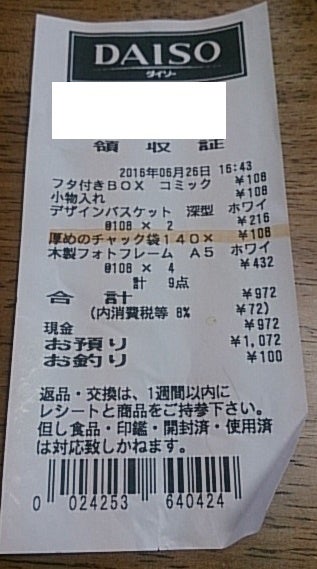 DAISO
ダイソー
領収証
2016年06月26日 16:43
フタ付きBOX コミック ¥108
小物入れ ¥108
デザインバスケット 深型 ホワイ
@108 × 2 ¥216
厚めのチャック袋140× ¥108
木製フォトフレーム A5 ホワイ
@108 × 4 ¥432
計 9点
合計 ¥972
(内消費税等 8% ¥72)
現金 ¥972
お預り ¥1,072
お釣り ¥100
返品・交換は、1週間以内に
レシートと商品をご持参下さい。
但し食品・印鑑・開封済・使用済
は対応致しかねます。
0 024253 640424